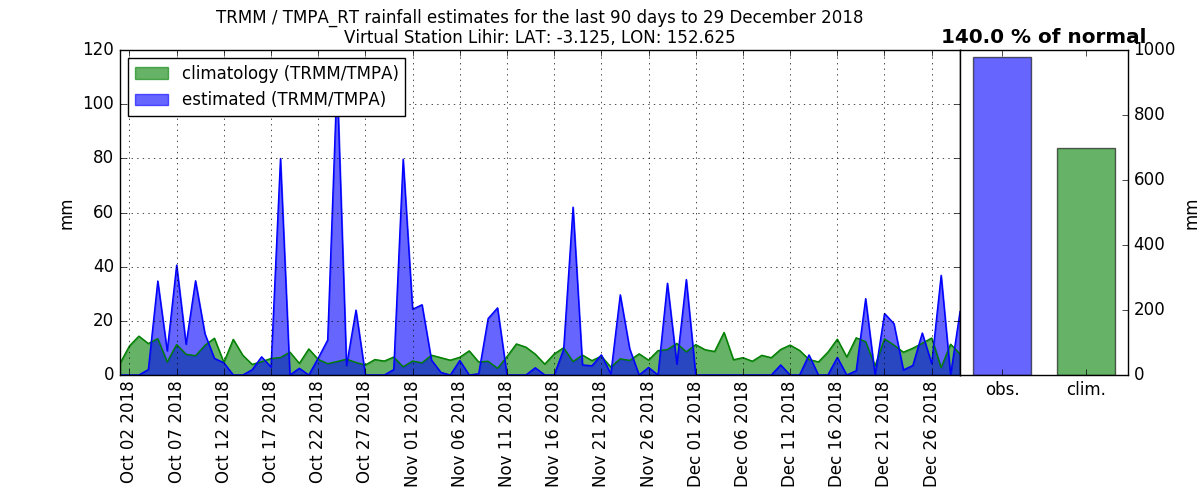 TRMM / TMPA_RT rainfall estimates for the last 90 days to 29 December 2018
Virtual Station Lihir: LAT: -3.125, LON: 152.625
140.0 % of normal
climatology (TRMM/TMPA)
estimated (TRMM/TMPA)
mm
120
100
80
60
40
20
0
Oct 02 2018
Oct 07 2018
Oct 12 2018
Oct 17 2018
Oct 22 2018
Oct 27 2018
Nov 01 2018
Nov 06 2018
Nov 11 2018
Nov 16 2018
Nov 21 2018
Nov 26 2018
Dec 01 2018
Dec 06 2018
Dec 11 2018
Dec 16 2018
Dec 21 2018
Dec 26 2018
obs.
clim.
1000
800
600
400
200
0
mm